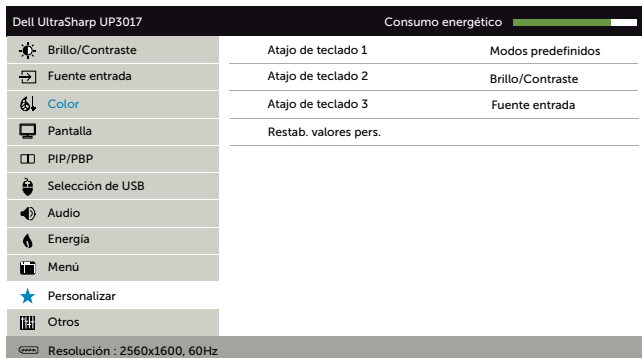 Dell UltraSharp UP3017 Consumo energético
Brillo/Contraste Atajo de teclado 1 Modos predefinidos
Fuente entrada Atajo de teclado 2 Brillo/Contraste
Color Atajo de teclado 3 Fuente entrada
Pantalla Restab. valores pers.
PIP/PBP
Selección de USB
Audio
Energía
Menú
Personalizar
Otros
Resolución : 2560x1600, 60Hz